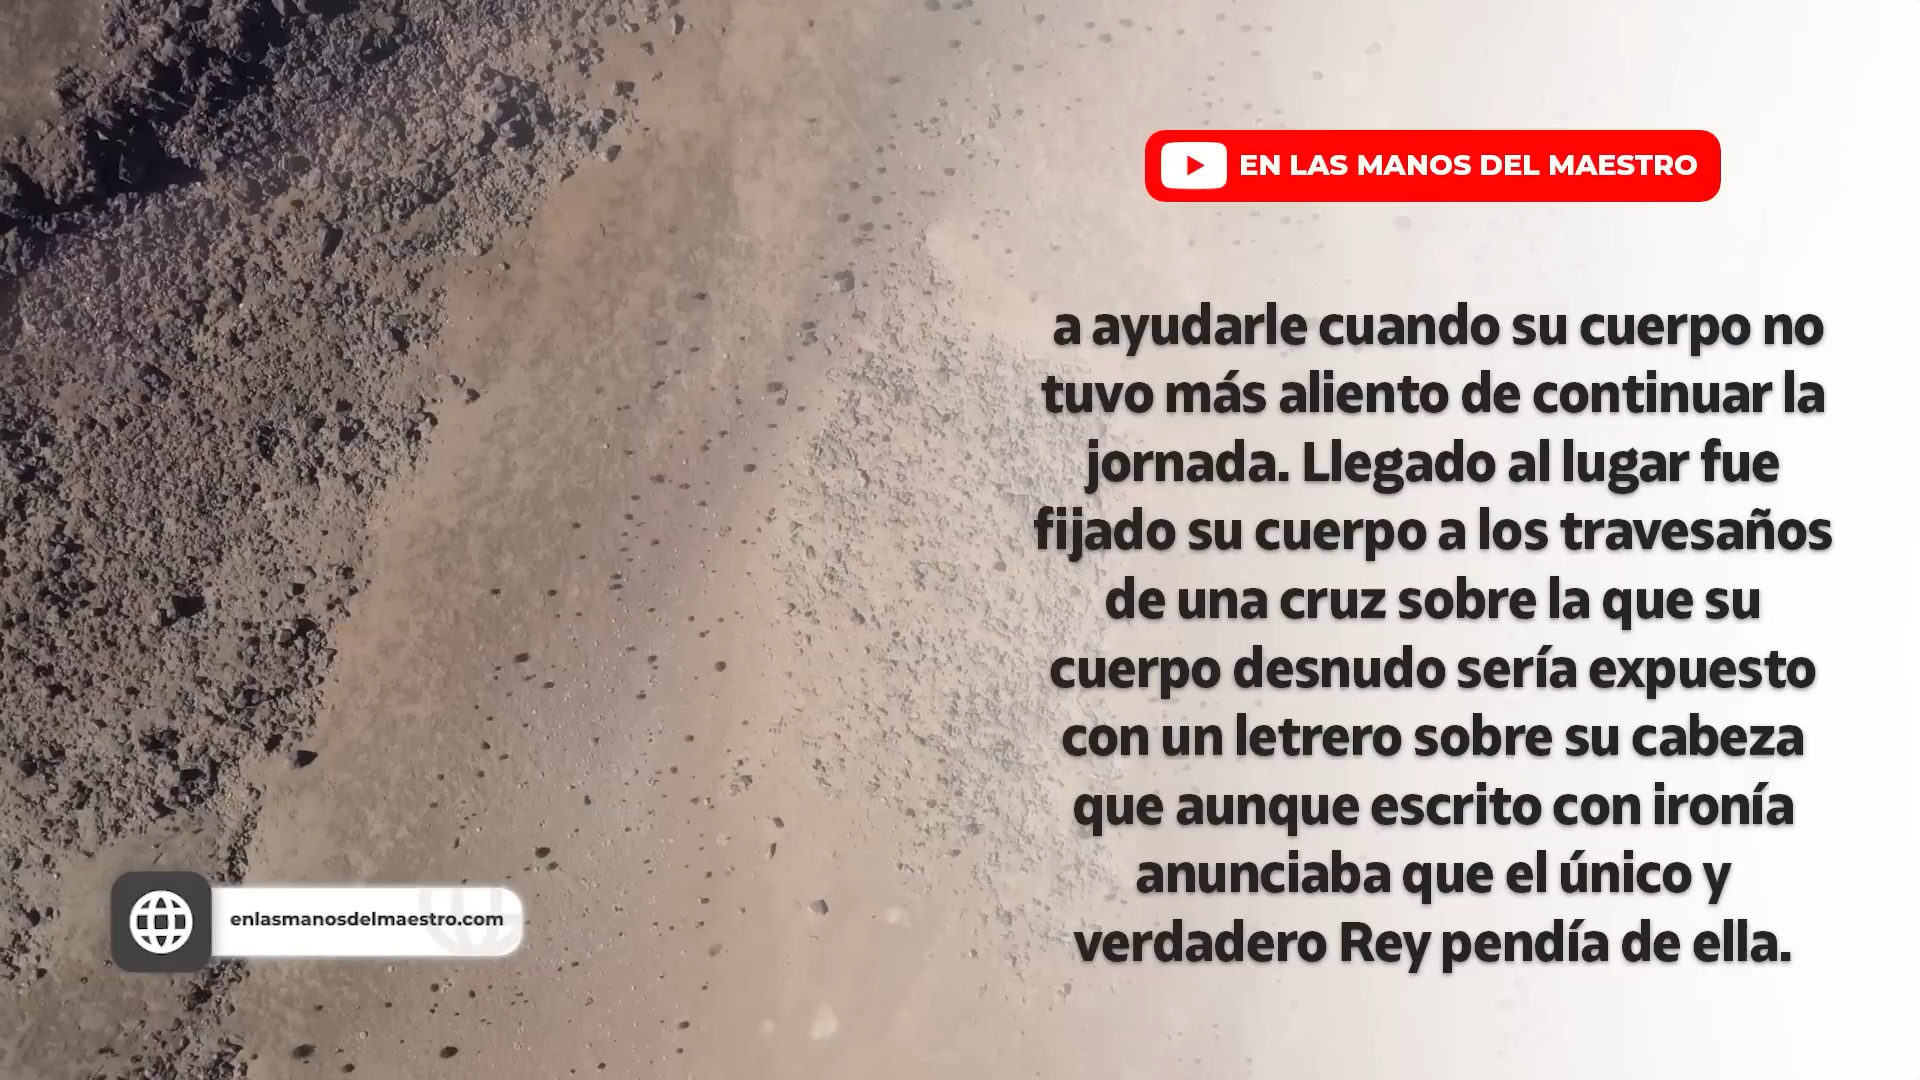 EN LAS MANOS DEL MAESTRO
a ayudarle cuando su cuerpo no
tuvo más aliento de continuar la
jornada. Llegado al lugar fue
fijado su cuerpo a los travesaños
de una cruz sobre la que su
cuerpo desnudo sería expuesto
con un letrero sobre su cabeza
que aunque escrito con ironía
anunciaba que el único y
verdadero Rey pendía de ella.
enlasmanosdelmaestro.com